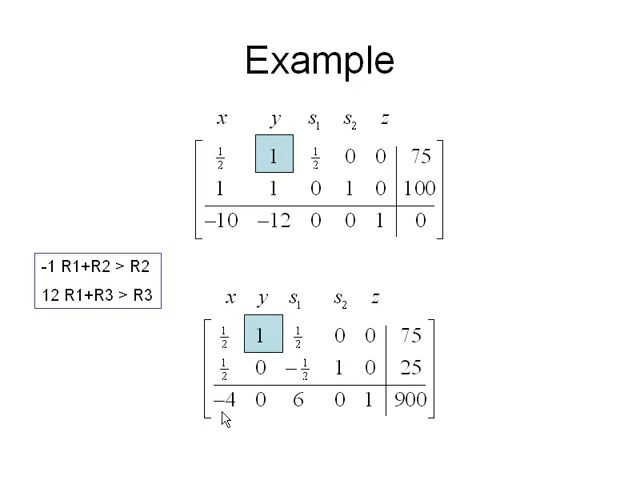 Example
x y s₁ s₂ z
½ 1 ½ 0 0 75
1 1 0 1 0 100
–10 –12 0 0 1 0
-1 R1+R2 > R2
12 R1+R3 > R3
x y s₁ s₂ z
½ 1 ½ 0 0 75
½ 0 –½ 1 0 25
–4 0 6 0 1 900